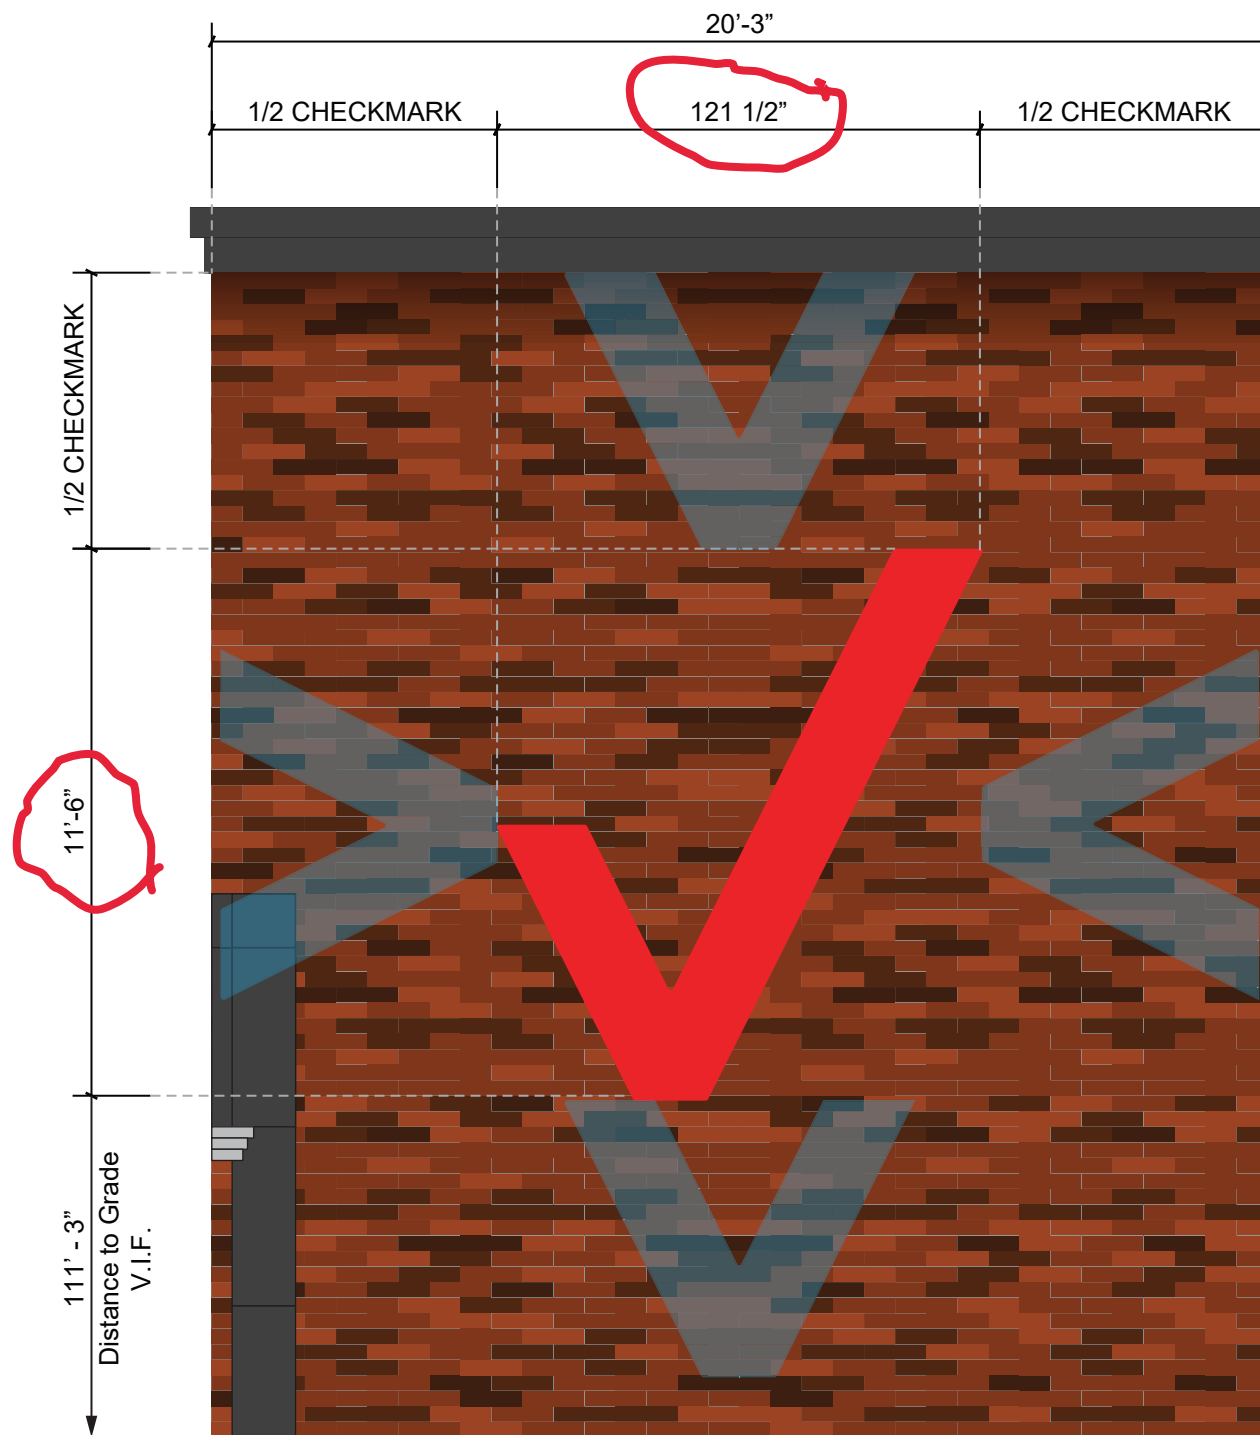 20’-3”
1/2 CHECKMARK
121 1/2”
1/2 CHECKMARK
1/2 CHECKMARK
11’-6”
111’ - 3”
Distance to Grade
V.I.F.